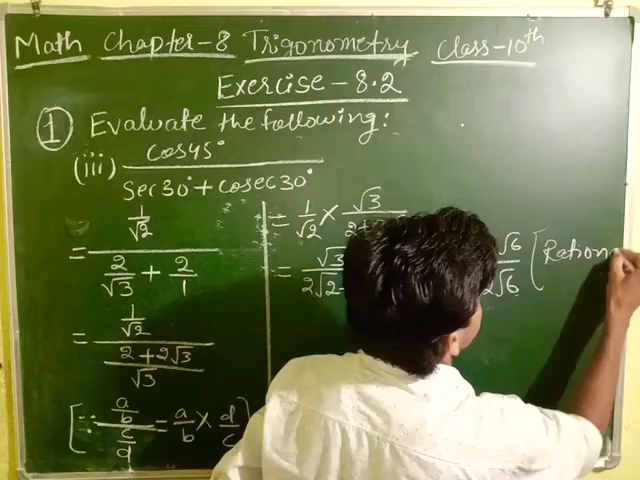 Math Chapter-8 Trigonometry Class-10th
Exercise-8.2
① Evaluate the following:
(iii) cos45°
Sec30°+cosec30°
1/√2
= 2/√3 + 2/1
1/√2
= 2+2√3
√3
[∵ a/b / c/d = a/b × d/c
= 1/√2 × √3
= √3 √6 [Rationa
2√2 2√6